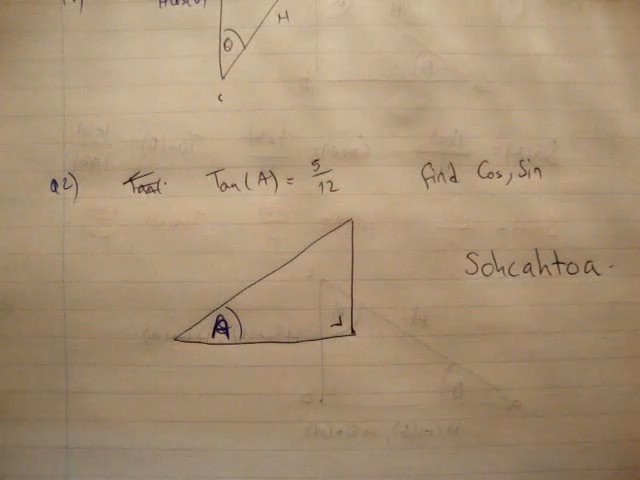 H
θ
C
Q2) Tan(A) = 5/12 find Cos, Sin
Sohcahtoa.
A